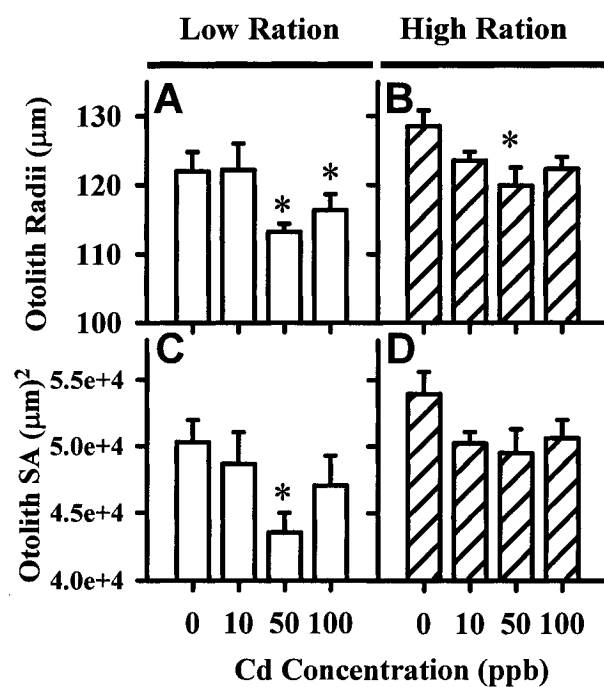 Low Ration High Ration
A B
Otolith Radii (µm)
130
120
110
100
* * *
C D
Otolith SA (µm)²
5.5e+4
5.0e+4
4.5e+4
4.0e+4
*
0 10 50 100 0 10 50 100
Cd Concentration (ppb)